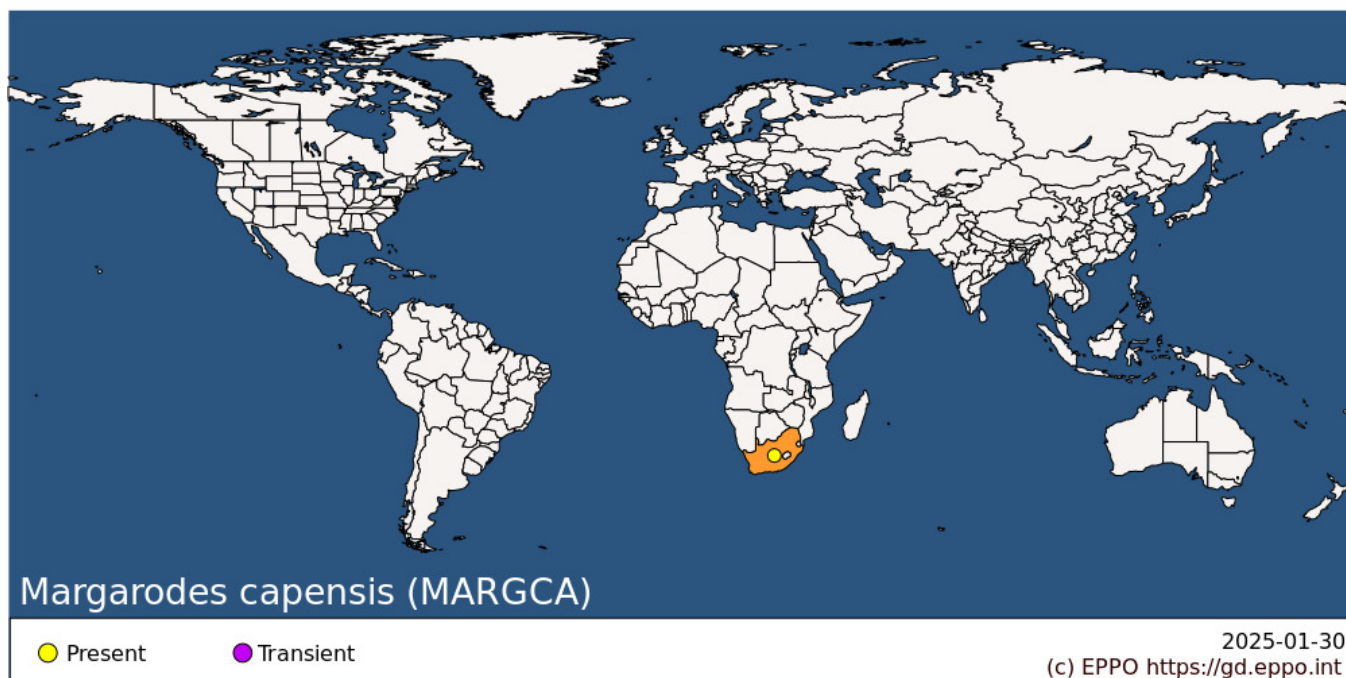 Margarodes capensis (MARGCA)
Present
Transient
2025-01-30
(c) EPPO https://gd.eppo.int